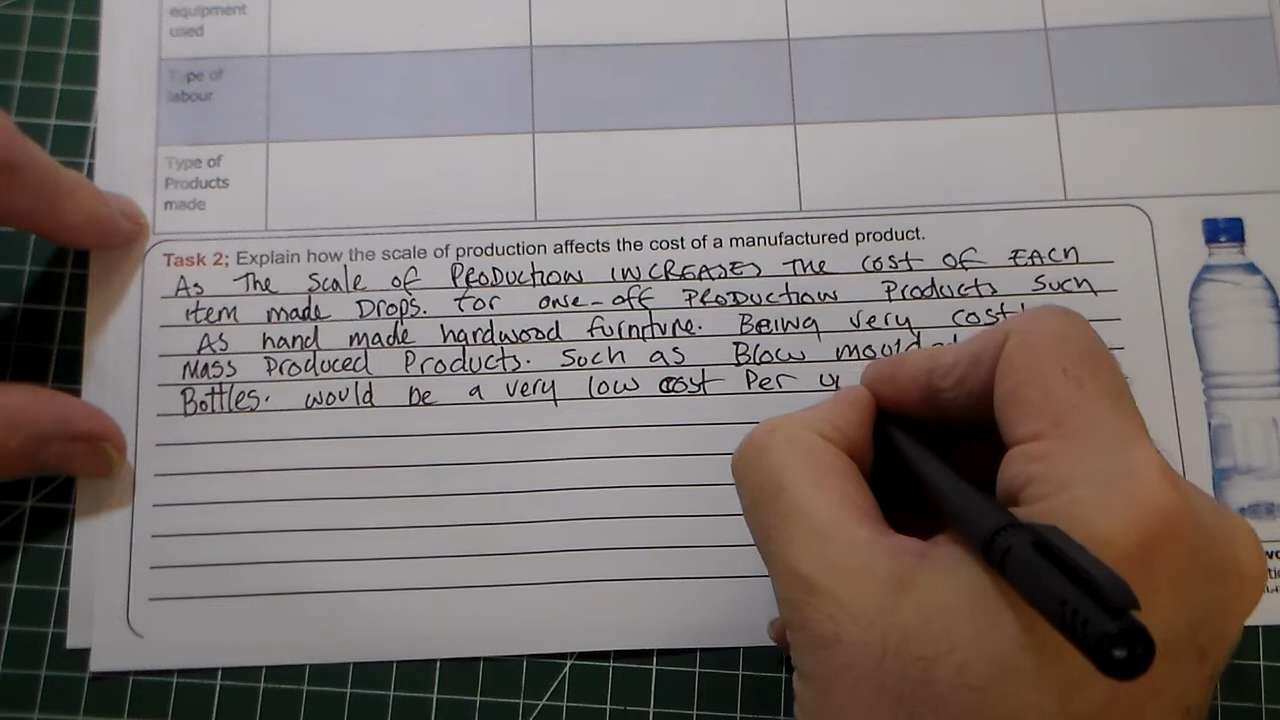 equipment
used
Type of
labour
Type of
Products
made
Task 2; Explain how the scale of production affects the cost of a manufactured product.
As The Scale of PRODUCTION INCREASES The cost OF EACH
item made Drops. For one-off PRODUCTION Products Such
As hand made hardwood furniture. Being very
Mass Produced Products. Such as Blow
Bottles. would be a very low cost Per